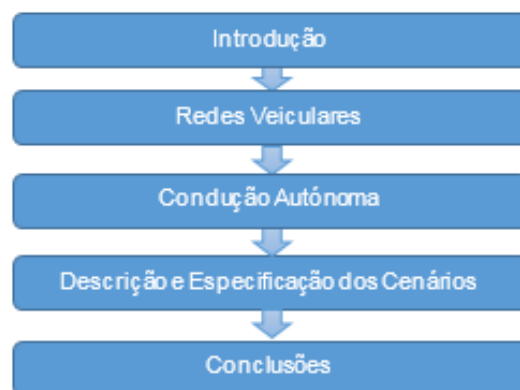 Introdução
Redes Veiculares
Condução Autónoma
Descrição e Especificação dos Cenários
Conclusões